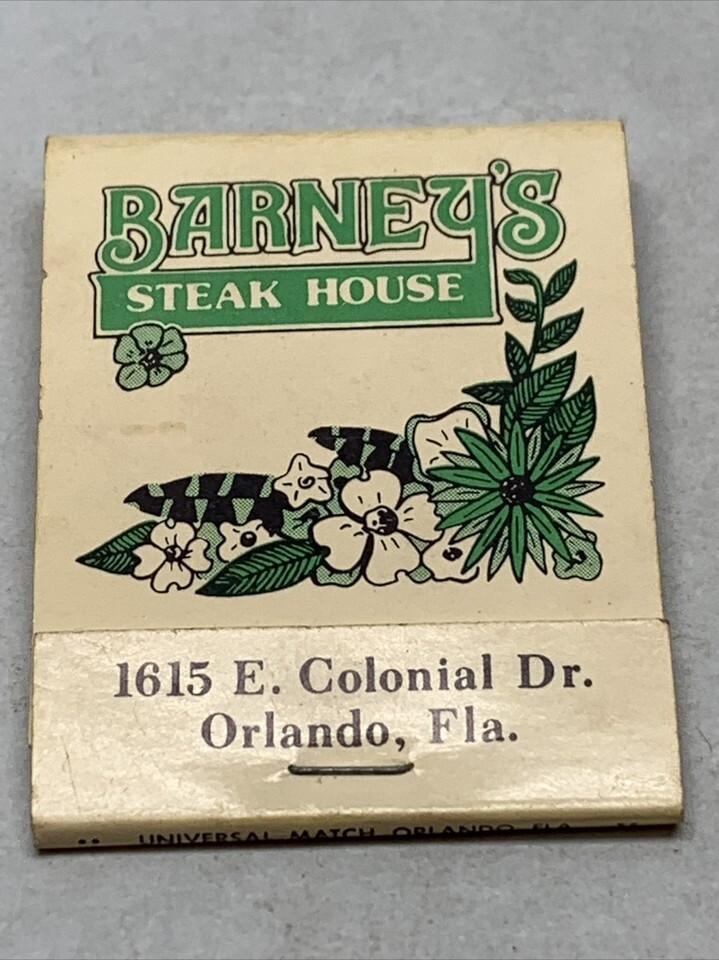 BARNEY'S
STEAK HOUSE
1615 E. Colonial Dr.
Orlando, Fla.
UNIVERSAL MATCH ORLANDO FLA